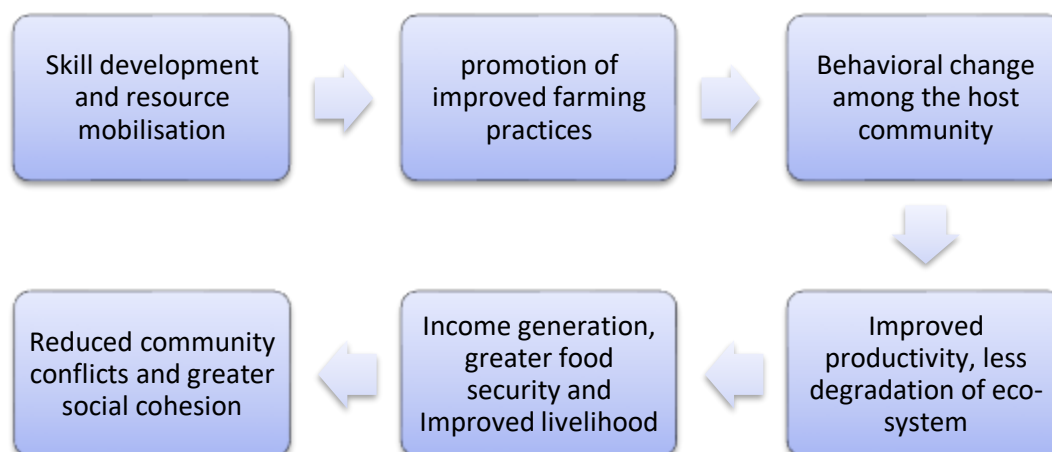 Skill development
and resource
mobilisation
promotion of
improved farming
practices
Behavioral change
among the host
community
Improved
productivity, less
degradation of eco-
system
Income generation,
greater food
security and
Improved livelihood
Reduced community
conflicts and greater
social cohesion